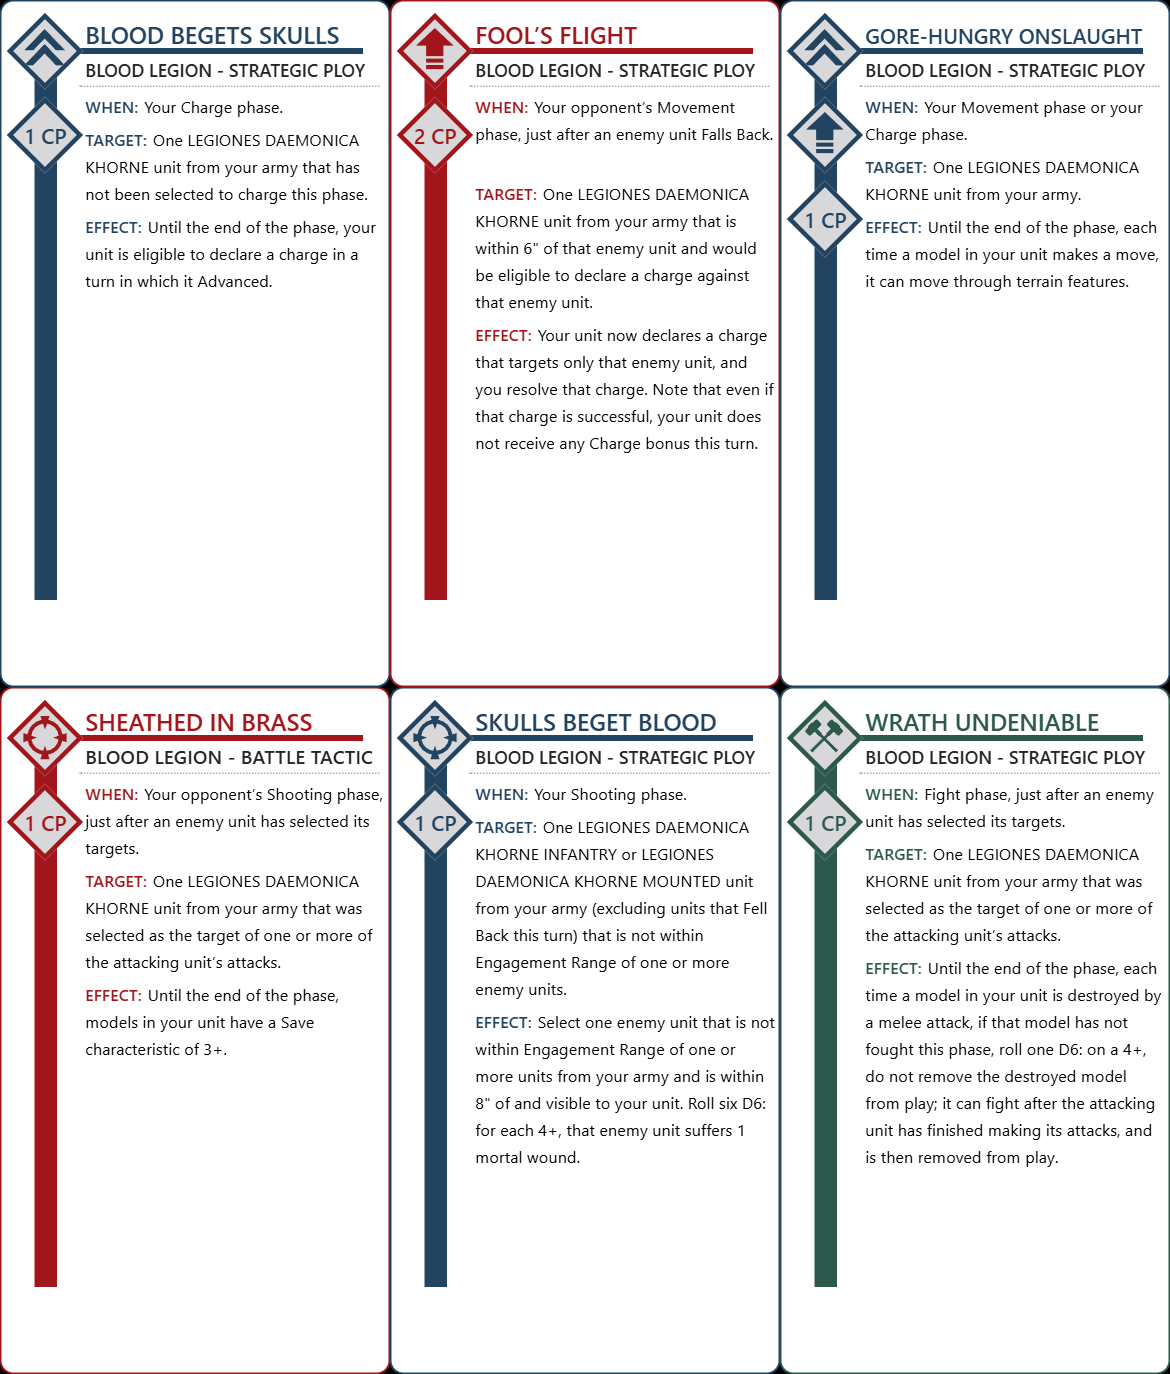 BLOOD BEGETS SKULLS
BLOOD LEGION - STRATEGIC PLOY
1 CP
WHEN: Your Charge phase.
TARGET: One LEGIONES DAEMONICA
KHORNE unit from your army that has
not been selected to charge this phase.
EFFECT: Until the end of the phase, your
unit is eligible to declare a charge in a
turn in which it Advanced.
FOOL’S FLIGHT
BLOOD LEGION - STRATEGIC PLOY
2 CP
WHEN: Your opponent’s Movement
phase, just after an enemy unit Falls Back.
TARGET: One LEGIONES DAEMONICA
KHORNE unit from your army that is
within 6" of that enemy unit and would
be eligible to declare a charge against
that enemy unit.
EFFECT: Your unit now declares a charge
that targets only that enemy unit, and
you resolve that charge. Note that even if
that charge is successful, your unit does
not receive any Charge bonus this turn.
GORE-HUNGRY ONSLAUGHT
BLOOD LEGION - STRATEGIC PLOY
1 CP
WHEN: Your Movement phase or your
Charge phase.
TARGET: One LEGIONES DAEMONICA
KHORNE unit from your army.
EFFECT: Until the end of the phase, each
time a model in your unit makes a move,
it can move through terrain features.
SHEATHED IN BRASS
BLOOD LEGION - BATTLE TACTIC
1 CP
WHEN: Your opponent’s Shooting phase,
just after an enemy unit has selected its
targets.
TARGET: One LEGIONES DAEMONICA
KHORNE unit from your army that was
selected as the target of one or more of
the attacking unit’s attacks.
EFFECT: Until the end of the phase,
models in your unit have a Save
characteristic of 3+.
SKULLS BEGET BLOOD
BLOOD LEGION - STRATEGIC PLOY
1 CP
WHEN: Your Shooting phase.
TARGET: One LEGIONES DAEMONICA
KHORNE INFANTRY or LEGIONES
DAEMONICA KHORNE MOUNTED unit
from your army (excluding units that Fell
Back this turn) that is not within
Engagement Range of one or more
enemy units.
EFFECT: Select one enemy unit that is not
within Engagement Range of one or
more units from your army and is within
8" of and visible to your unit. Roll six D6:
for each 4+, that enemy unit suffers 1
mortal wound.
WRATH UNDENIABLE
BLOOD LEGION - STRATEGIC PLOY
1 CP
WHEN: Fight phase, just after an enemy
unit has selected its targets.
TARGET: One LEGIONES DAEMONICA
KHORNE unit from your army that was
selected as the target of one or more of
the attacking unit’s attacks.
EFFECT: Until the end of the phase, each
time a model in your unit is destroyed by
a melee attack, if that model has not
fought this phase, roll one D6: on a 4+,
do not remove the destroyed model
from play; it can fight after the attacking
unit has finished making its attacks, and
is then removed from play.